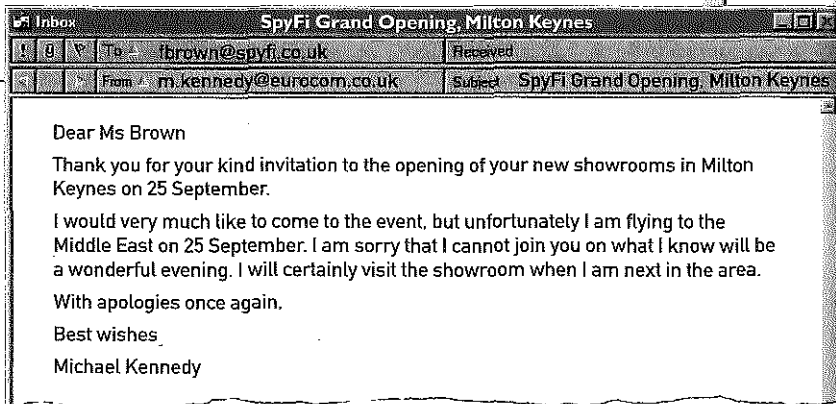 Inbox SpyFi Grand Opening, Milton Keynes
To fbrown@spyfi.co.uk Received
From m.kennedy@eurocom.co.uk Subject SpyFi Grand Opening, Milton Keynes
Dear Ms Brown
Thank you for your kind invitation to the opening of your new showrooms in Milton
Keynes on 25 September.
I would very much like to come to the event, but unfortunately I am flying to the
Middle East on 25 September. I am sorry that I cannot join you on what I know will be
a wonderful evening. I will certainly visit the showroom when I am next in the area.
With apologies once again.
Best wishes
Michael Kennedy